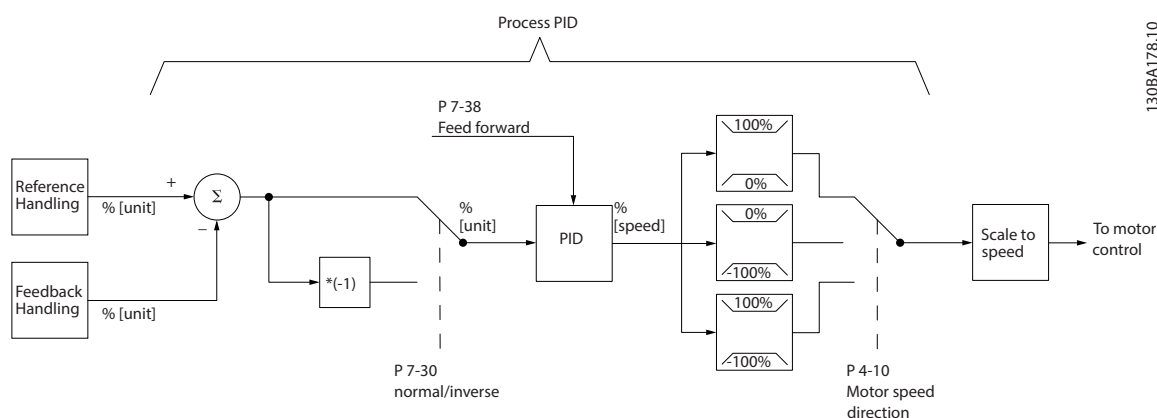 Process PID
130BA178.10
P 7-38
Feed forward
100%
0%
Reference
Handling
+
% [unit]
Σ
_
%
[unit]
PID
%
[speed]
0%
-100%
Scale to
speed
To motor
control
Feedback
Handling
% [unit]
*(-1)
100%
-100%
P 7-30
normal/inverse
P 4-10
Motor speed
direction